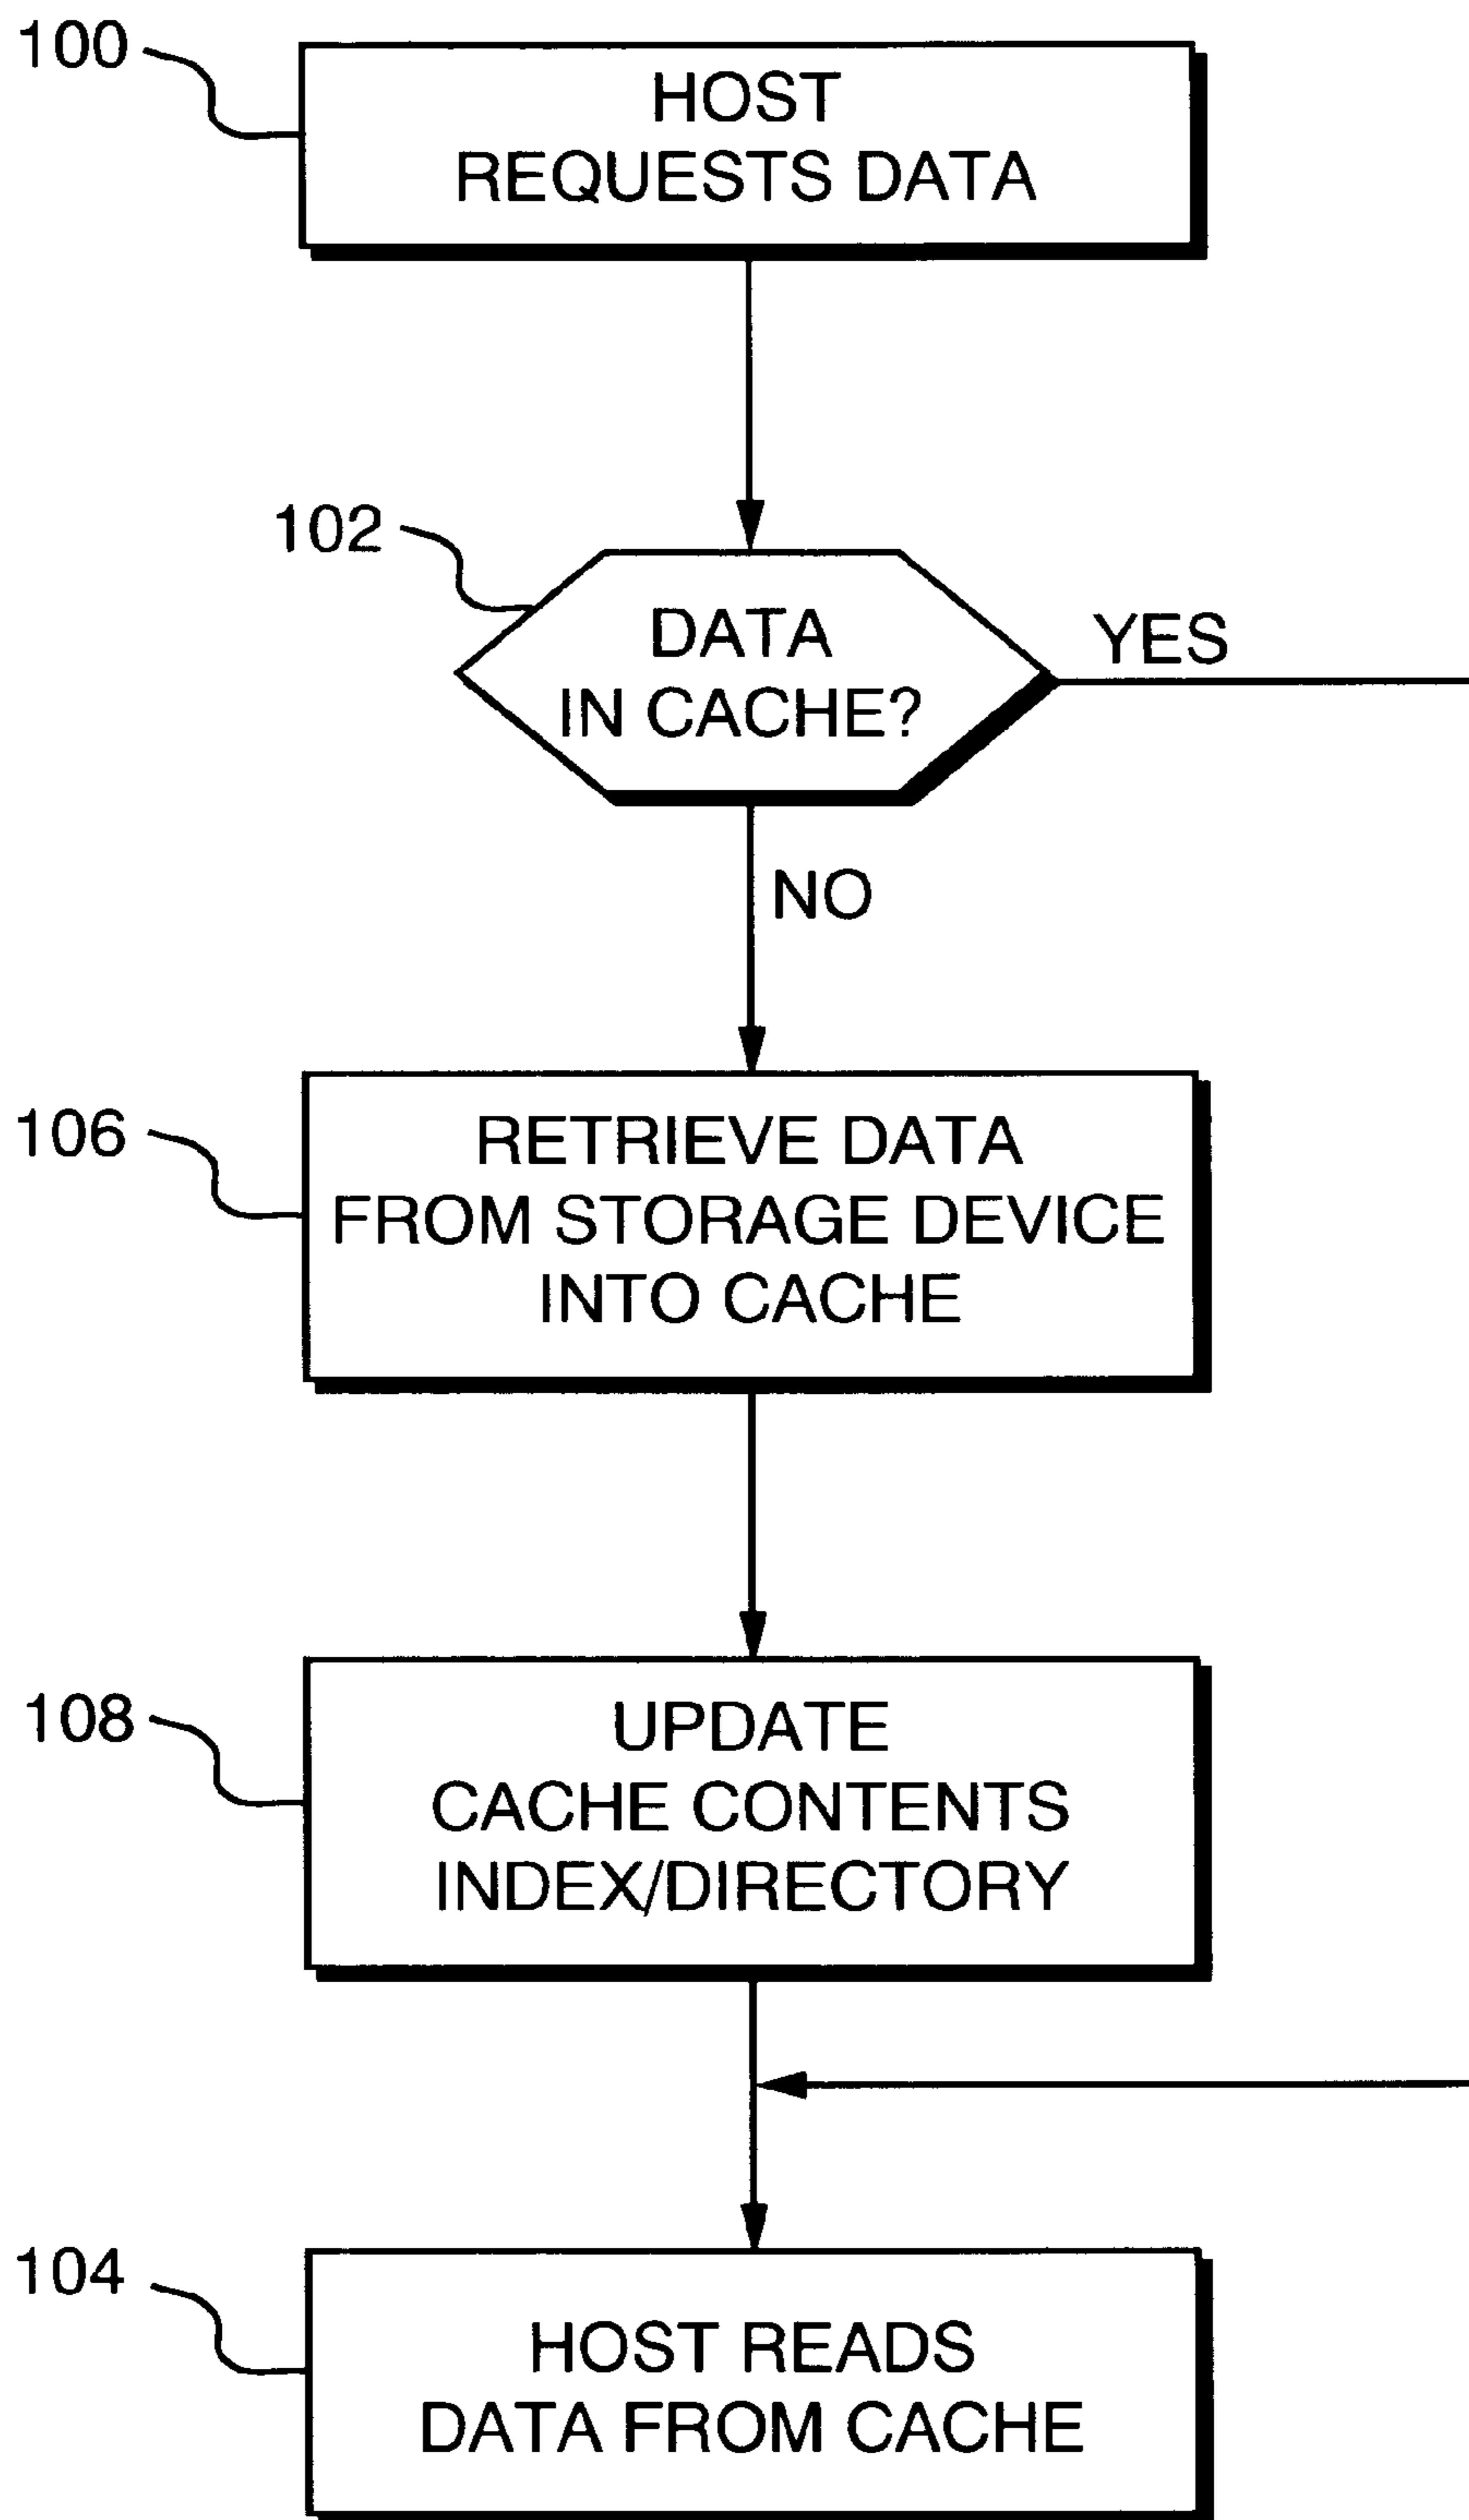 100
HOST
REQUESTS DATA
102
DATA
IN CACHE?
YES
NO
106
RETRIEVE DATA
FROM STORAGE DEVICE
INTO CACHE
108
UPDATE
CACHE CONTENTS
INDEX/DIRECTORY
104
HOST READS
DATA FROM CACHE